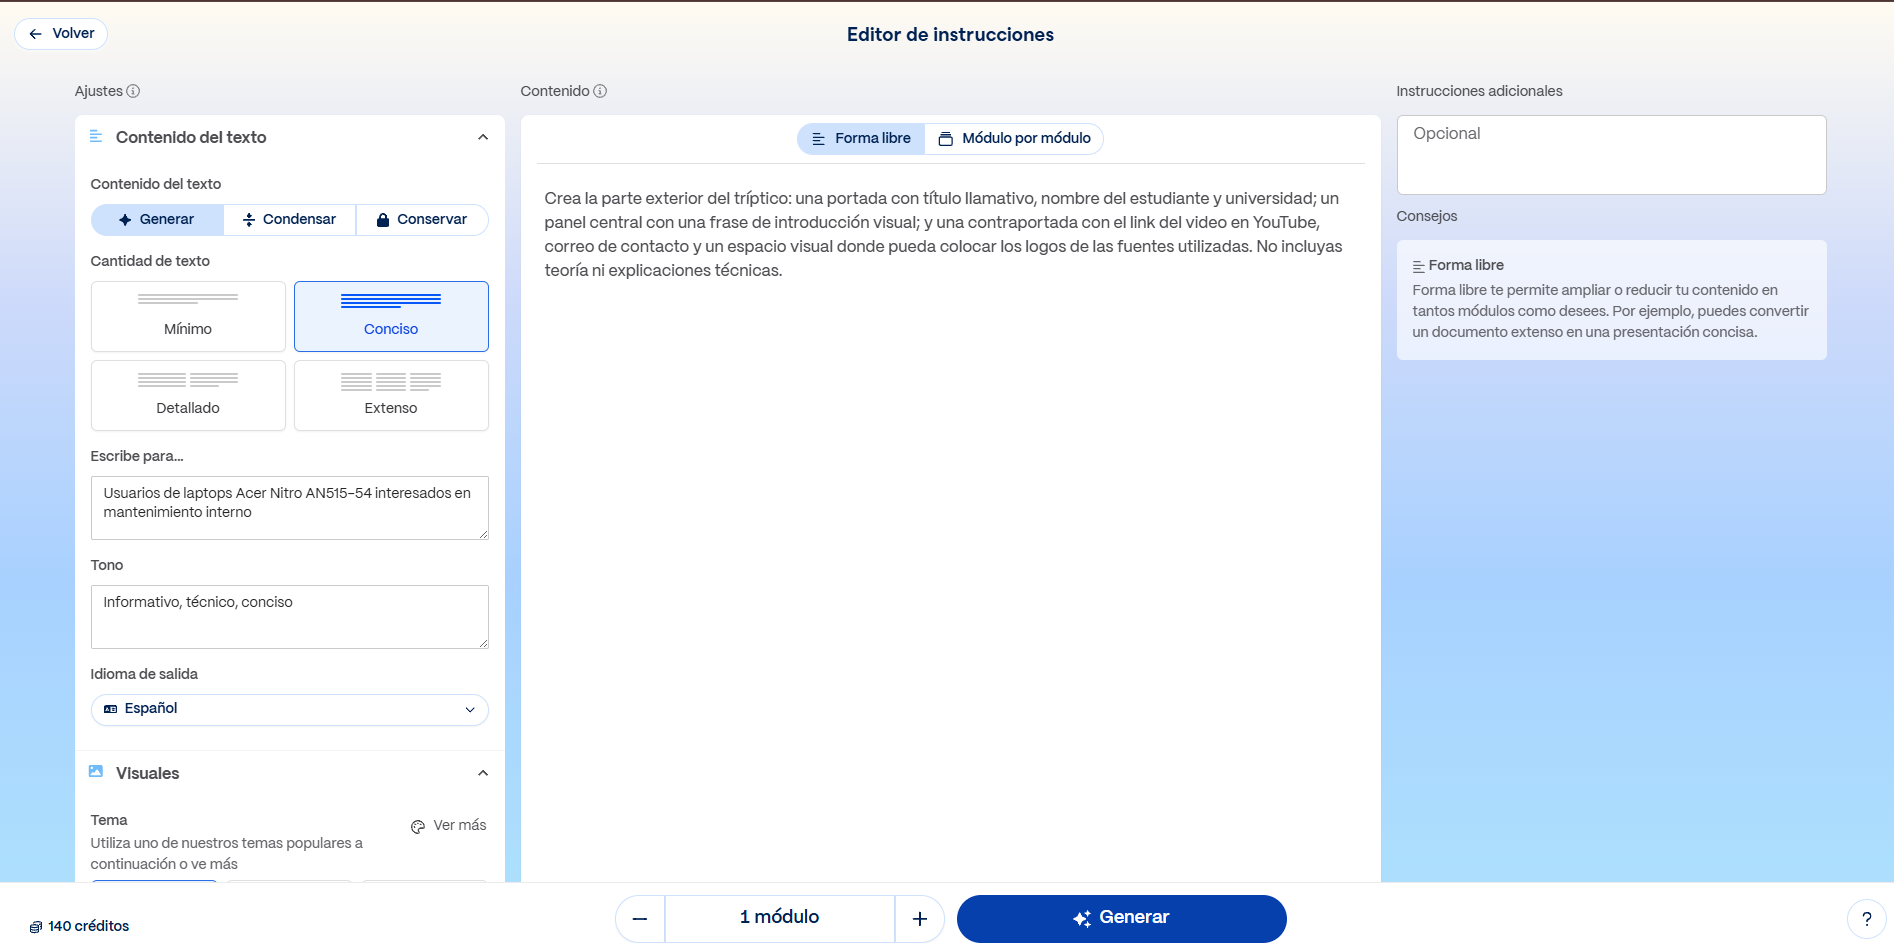 Volver
Editor de instrucciones
Ajustes
Contenido del texto
Contenido del texto
Generar
Condensar
Conservar
Cantidad de texto
Mínimo
Conciso
Detallado
Extenso
Escribe para...
Usuarios de laptops Acer Nitro AN515-54 interesados en
mantenimiento interno
Tono
Informativo, técnico, conciso
Idioma de salida
Español
Visuales
Tema
Ver más
Utiliza uno de nuestros temas populares a
continuación o ve más
Contenido
Forma libre
Módulo por módulo
Crea la parte exterior del tríptico: una portada con título llamativo, nombre del estudiante y universidad; un
panel central con una frase de introducción visual; y una contraportada con el link del video en YouTube,
correo de contacto y un espacio visual donde pueda colocar los logos de las fuentes utilizadas. No incluyas
teoría ni explicaciones técnicas.
Instrucciones adicionales
Opcional
Consejos
Forma libre
Forma libre te permite ampliar o reducir tu contenido en
tantos módulos como desees. Por ejemplo, puedes convertir
un documento extenso en una presentación concisa.
140 créditos
1 módulo
Generar
?